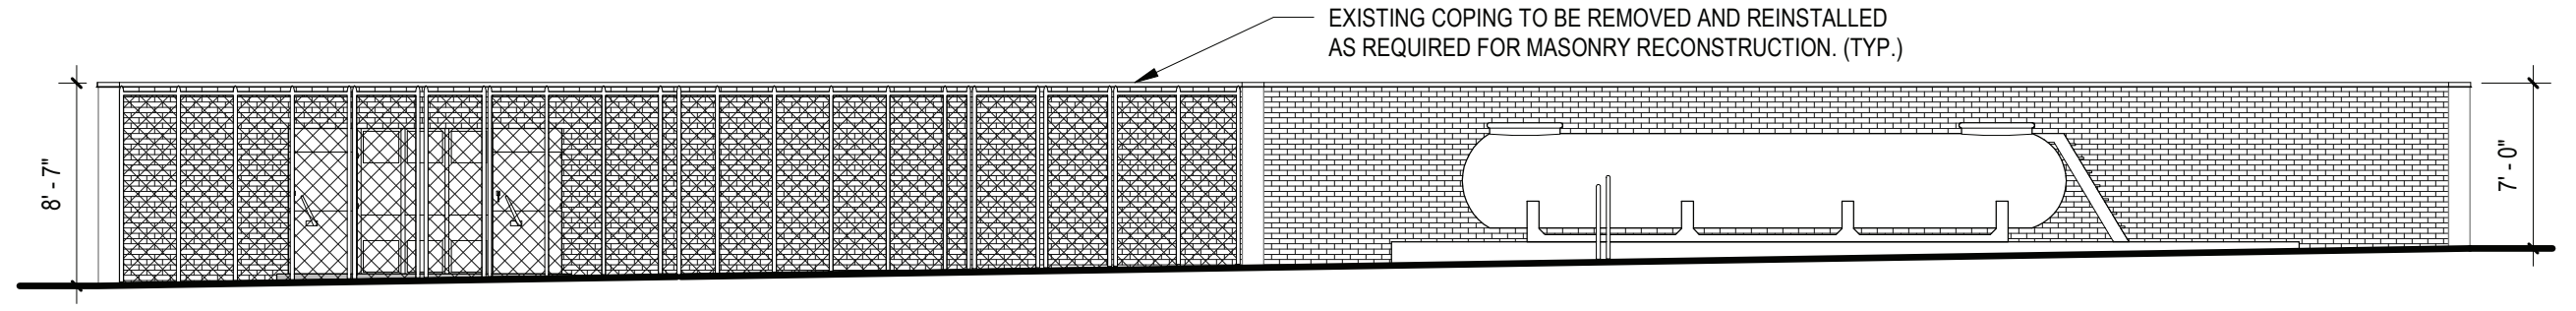 EXISTING COPING TO BE REMOVED AND REINSTALLED
AS REQUIRED FOR MASONRY RECONSTRUCTION. (TYP.)
8' - 7"
7' - 0"